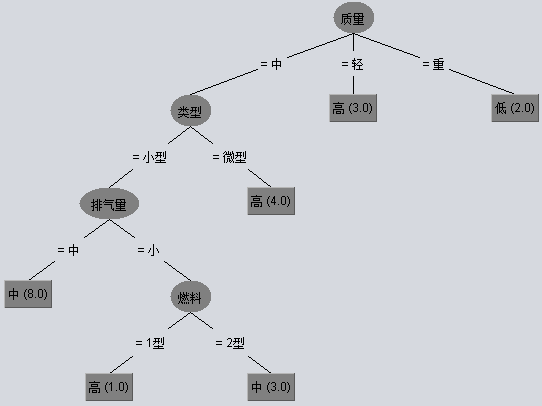 质量
= 中
= 轻
= 重
类型
高 (3.0)
低 (2.0)
= 小型
= 微型
排气量
高 (4.0)
= 中
= 小
中 (8.0)
燃料
= 1型
= 2型
高 (1.0)
中 (3.0)